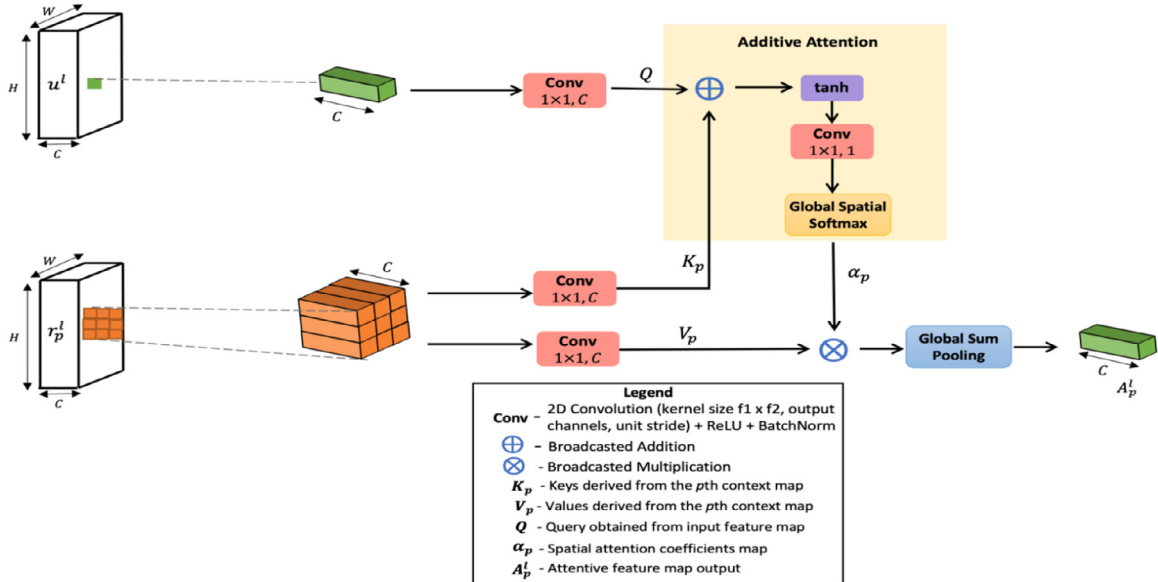 W
H
u^l
C
C
Conv
1×1, C
Q
Additive Attention
tanh
Conv
1×1, 1
Global Spatial
Softmax
W
H
r_p^l
C
C
Conv
1×1, C
K_p
α_p
Conv
1×1, C
V_p
Global Sum
Pooling
C
A_p^l
Legend
Conv – 2D Convolution (kernel size f1 x f2, output
channels, unit stride) + ReLU + BatchNorm
⊕ – Broadcasted Addition
⊗ - Broadcasted Multiplication
K_p - Keys derived from the pth context map
V_p - Values derived from the pth context map
Q - Query obtained from input feature map
α_p - Spatial attention coefficients map
A_p^l - Attentive feature map output